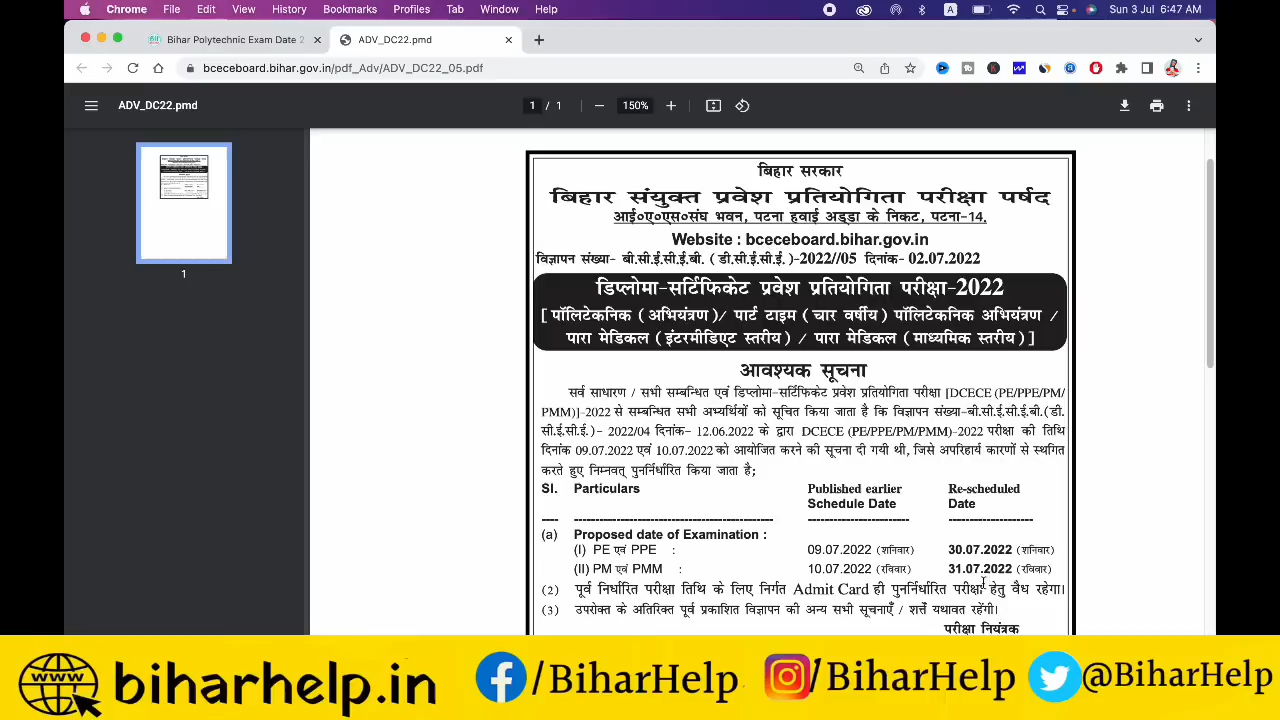 Chrome File Edit View History Bookmarks Profiles Tab Window Help A Sun 3 Jul 6:47 AM
Bihar Polytechnic Exam Date 2 ADV_DC22.pmd
bceceboard.bihar.gov.in/pdf_Adv/ADV_DC22_05.pdf
ADV_DC22.pmd 1 / 1 150%
1
बिहार सरकार
बिहार संयुक्त प्रवेश प्रतियोगिता परीक्षा पर्षद
आई०ए०एस०संघ भवन, पटना हवाई अड्डा के निकट, पटना-14.
Website : bceceboard.bihar.gov.in
विज्ञापन संख्या- बी.सी.ई.सी.ई.बी. (डी.सी.ई.सी.ई.)-2022//05 दिनांक- 02.07.2022
डिप्लोमा-सर्टिफिकेट प्रवेश प्रतियोगिता परीक्षा-2022
[ पॉलिटेकनिक (अभियंत्रण)/ पार्ट टाइम (चार वर्षीय) पॉलिटेकनिक अभियंत्रण /
पारा मेडिकल (इंटरमीडिएट स्तरीय) / पारा मेडिकल (माध्यमिक स्तरीय)]
आवश्यक सूचना
सर्व साधारण / सभी सम्बन्धित एवं डिप्लोमा-सर्टिफिकेट प्रवेश प्रतियोगिता परीक्षा [DCECE (PE/PPE/PM/
PMM)]-2022 से सम्बन्धित सभी अभ्यर्थियों को सूचित किया जाता है कि विज्ञापन संख्या-बी.सी.ई.सी.ई.बी.(डी.
सी.ई.सी.ई.)- 2022/04 दिनांक- 12.06.2022 के द्वारा DCECE (PE/PPE/PM/PMM)-2022 परीक्षा की तिथि
दिनांक 09.07.2022 एवं 10.07.2022 को आयोजित करने की सूचना दी गयी थी, जिसे अपरिहार्य कारणों से स्थगित
करते हुए निम्नवत् पुनर्निर्धारित किया जाता है;
Sl. Particulars Published earlier Re-scheduled
Schedule Date Date
(a) Proposed date of Examination :
(I) PE एवं PPE : 09.07.2022 (शनिवार) 30.07.2022 (शनिवार)
(II) PM एवं PMM : 10.07.2022 (रविवार) 31.07.2022 (रविवार)
(2) पूर्व निर्धारित परीक्षा तिथि के लिए निर्गत Admit Card ही पुनर्निर्धारित परीक्षा हेतु वैध रहेगा।
(3) उपरोक्त के अतिरिक्त पूर्व प्रकाशित विज्ञापन की अन्य सभी सूचनाएँ / शर्त्तें यथावत रहेंगी।
परीक्षा नियंत्रक
www biharhelp.in /BiharHelp /BiharHelp @BiharHelp